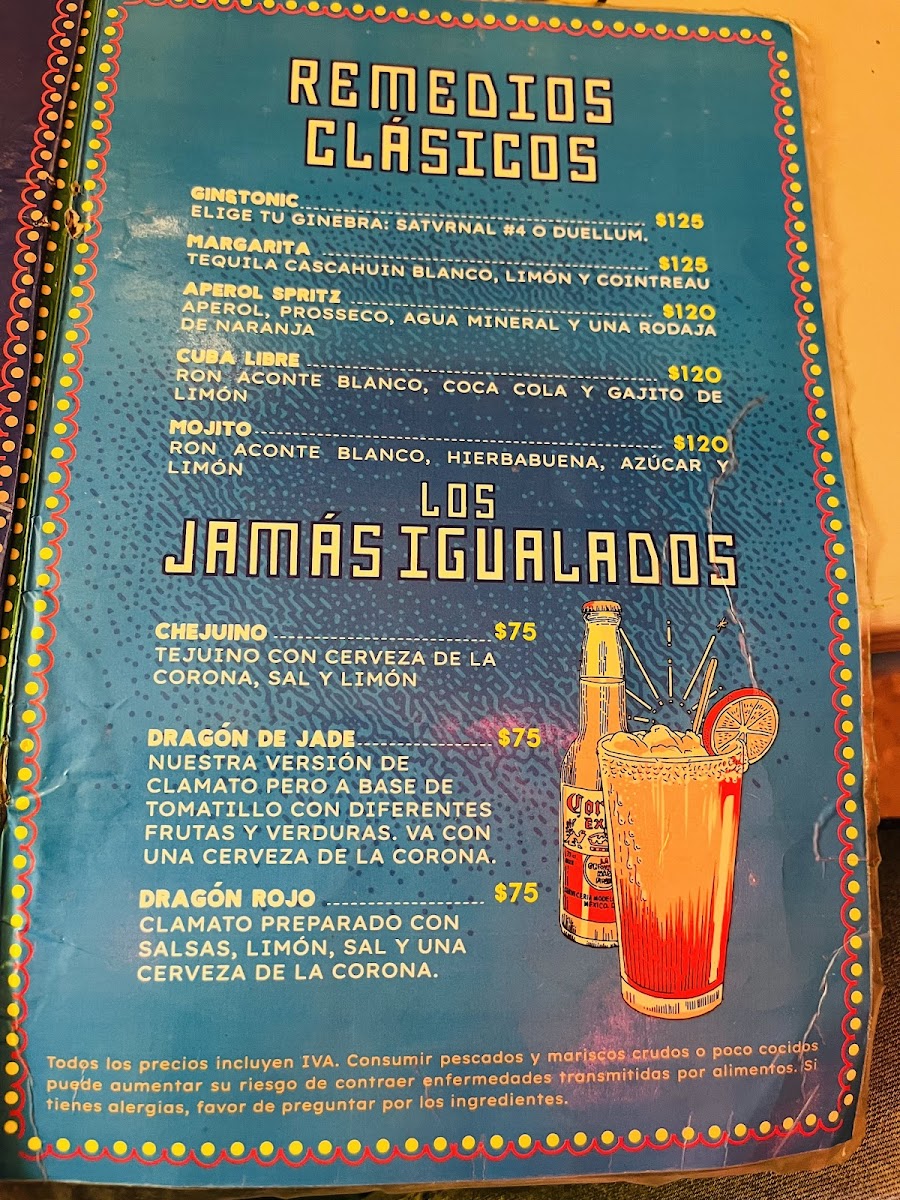 REMEDIOS
CLÁSICOS
GIN&TONIC $125
ELIGE TU GINEBRA: SATVRNAL #4 O DUELLUM.
MARGARITA $125
TEQUILA CASCAHUIN BLANCO, LIMÓN Y COINTREAU
APEROL SPRITZ $120
APEROL, PROSSECO, AGUA MINERAL Y UNA RODAJA
DE NARANJA
CUBA LIBRE $120
RON ACONTE BLANCO, COCA COLA Y GAJITO DE
LIMÓN
MOJITO $120
RON ACONTE BLANCO, HIERBABUENA, AZÚCAR Y
LIMÓN
LOS
JAMÁS IGUALADOS
CHEJUINO $75
TEJUINO CON CERVEZA DE LA
CORONA, SAL Y LIMÓN
DRAGÓN DE JADE $75
NUESTRA VERSIÓN DE
CLAMATO PERO A BASE DE
TOMATILLO CON DIFERENTES
FRUTAS Y VERDURAS. VA CON
UNA CERVEZA DE LA CORONA.
DRAGÓN ROJO $75
CLAMATO PREPARADO CON
SALSAS, LIMÓN, SAL Y UNA
CERVEZA DE LA CORONA.
Cor
EX
Todos los precios incluyen IVA. Consumir pescados y mariscos crudos o poco cocidos
puede aumentar su riesgo de contraer enfermedades transmitidas por alimentos. Si
tienes alergias, favor de preguntar por los ingredientes.